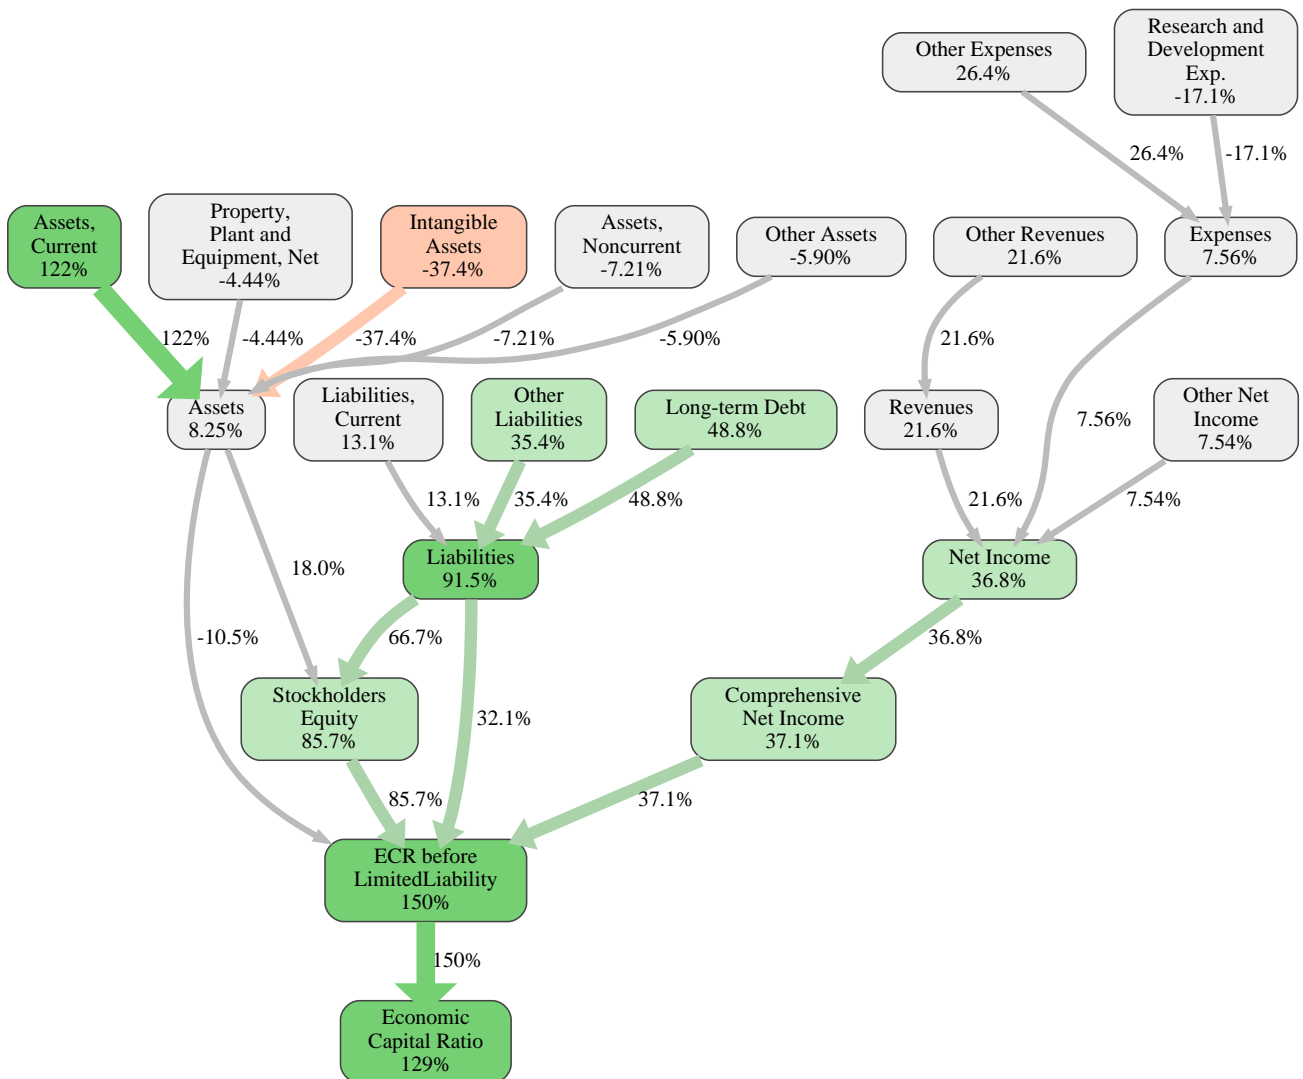 Other Expenses
26.4%
Research and
Development
Exp.
-17.1%
26.4%
-17.1%
Assets,
Current
122%
Property,
Plant and
Equipment, Net
-4.44%
Intangible
Assets
-37.4%
Assets,
Noncurrent
-7.21%
Other Assets
-5.90%
Other Revenues
21.6%
Expenses
7.56%
122%
-4.44%
-37.4%
-7.21%
-5.90%
21.6%
7.56%
Assets
8.25%
Liabilities,
Current
13.1%
Other
Liabilities
35.4%
Long-term Debt
48.8%
Revenues
21.6%
Other Net
Income
7.54%
13.1%
35.4%
48.8%
21.6%
7.54%
18.0%
Liabilities
91.5%
Net Income
36.8%
-10.5%
66.7%
36.8%
Stockholders
Equity
85.7%
32.1%
Comprehensive
Net Income
37.1%
85.7%
37.1%
ECR before
LimitedLiability
150%
150%
Economic
Capital Ratio
129%